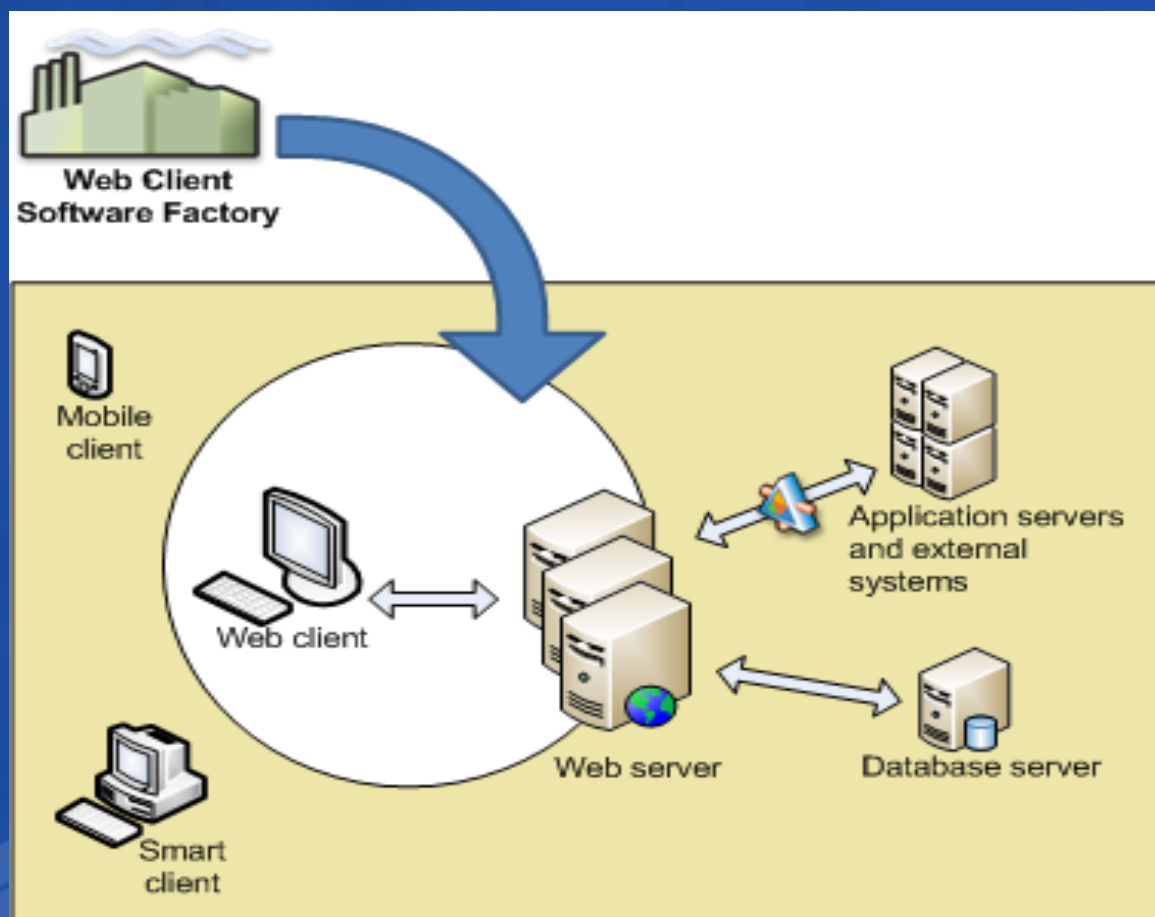 Web Client
Software Factory
Mobile
client
Web client
Application servers
and external
systems
Web server
Database server
Smart
client